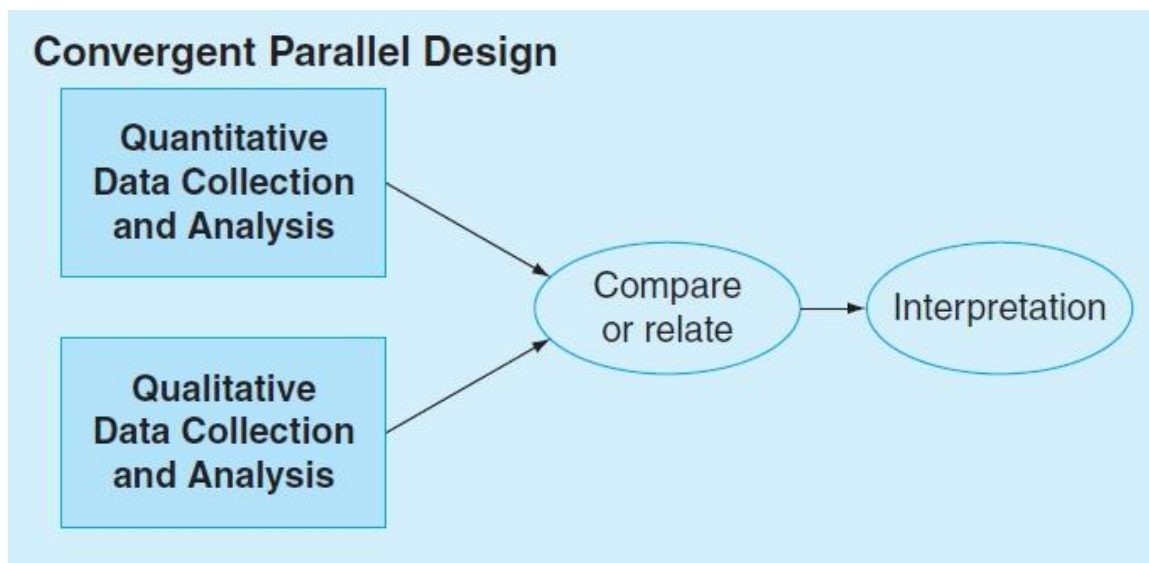 Convergent Parallel Design
Quantitative
Data Collection
and Analysis
Qualitative
Data Collection
and Analysis
Compare
or relate
Interpretation